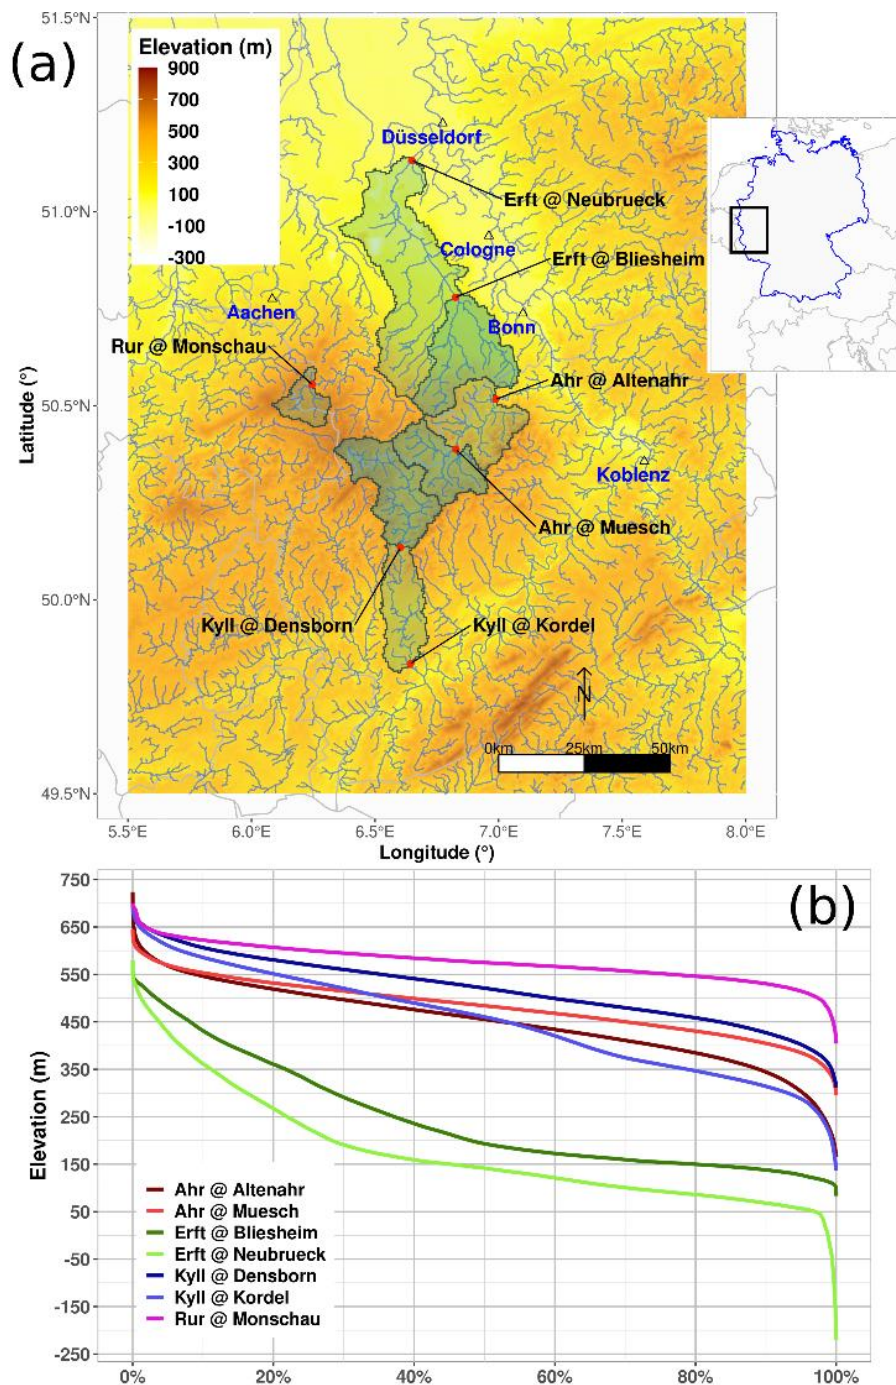 (a)
Elevation (m)
900
700
500
300
100
-100
-300
51.5°N
51.0°N
50.5°N
50.0°N
49.5°N
Latitude (°)
Düsseldorf
Erft @ Neubrueck
Cologne
Erft @ Bliesheim
Aachen
Bonn
Rur @ Monschau
Ahr @ Altenahr
Koblenz
Ahr @ Muesch
Kyll @ Densborn
Kyll @ Kordel
N
0km 25km 50km
5.5°E 6.0°E 6.5°E 7.0°E 7.5°E 8.0°E
Longitude (°)
(b)
750
650
550
450
350
250
150
50
-50
-150
-250
Elevation (m)
Ahr @ Altenahr
Ahr @ Muesch
Erft @ Bliesheim
Erft @ Neubrueck
Kyll @ Densborn
Kyll @ Kordel
Rur @ Monschau
0% 20% 40% 60% 80% 100%